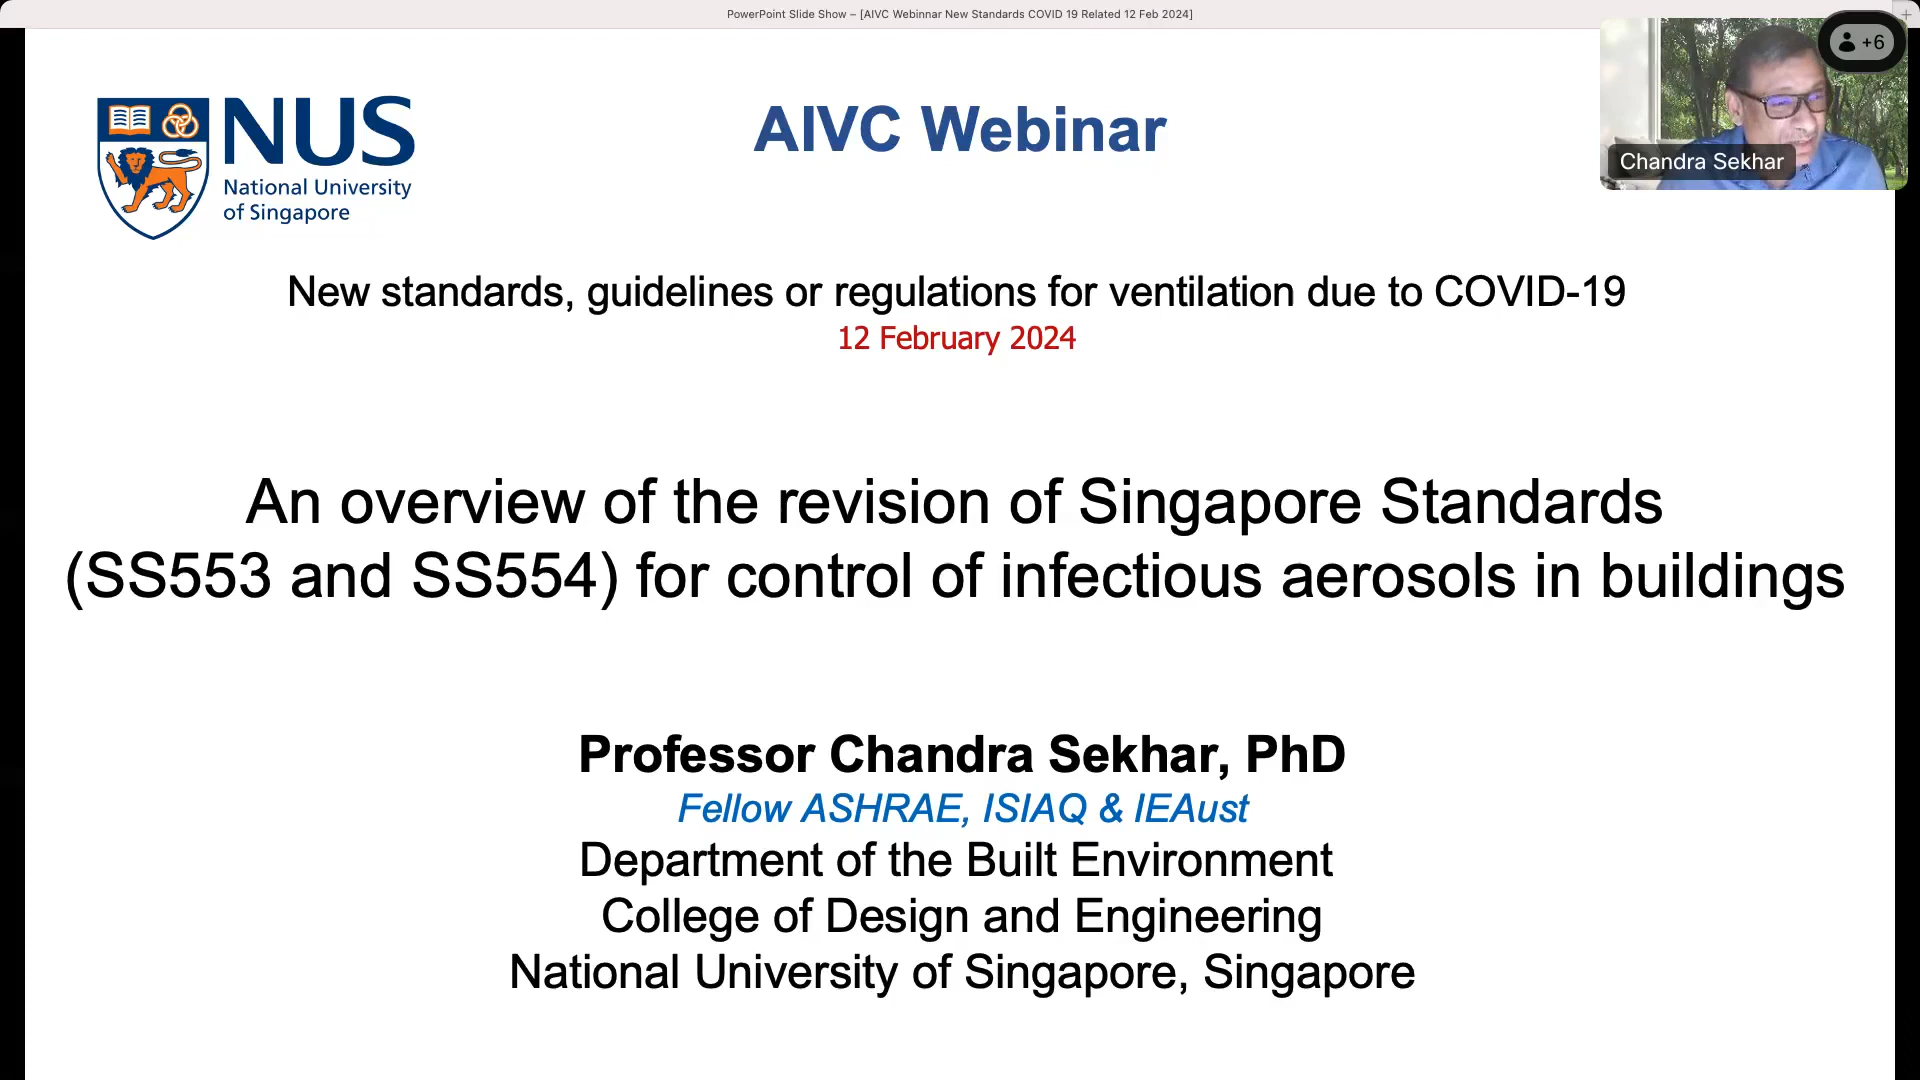 PowerPoint Slide Show – [AIVC Webinnar New Standards COVID 19 Related 12 Feb 2024]
+6
Chandra Sekhar
NUS
National University
of Singapore
AIVC Webinar
New standards, guidelines or regulations for ventilation due to COVID-19
12 February 2024
An overview of the revision of Singapore Standards
(SS553 and SS554) for control of infectious aerosols in buildings
Professor Chandra Sekhar, PhD
Fellow ASHRAE, ISIAQ & IEAust
Department of the Built Environment
College of Design and Engineering
National University of Singapore, Singapore